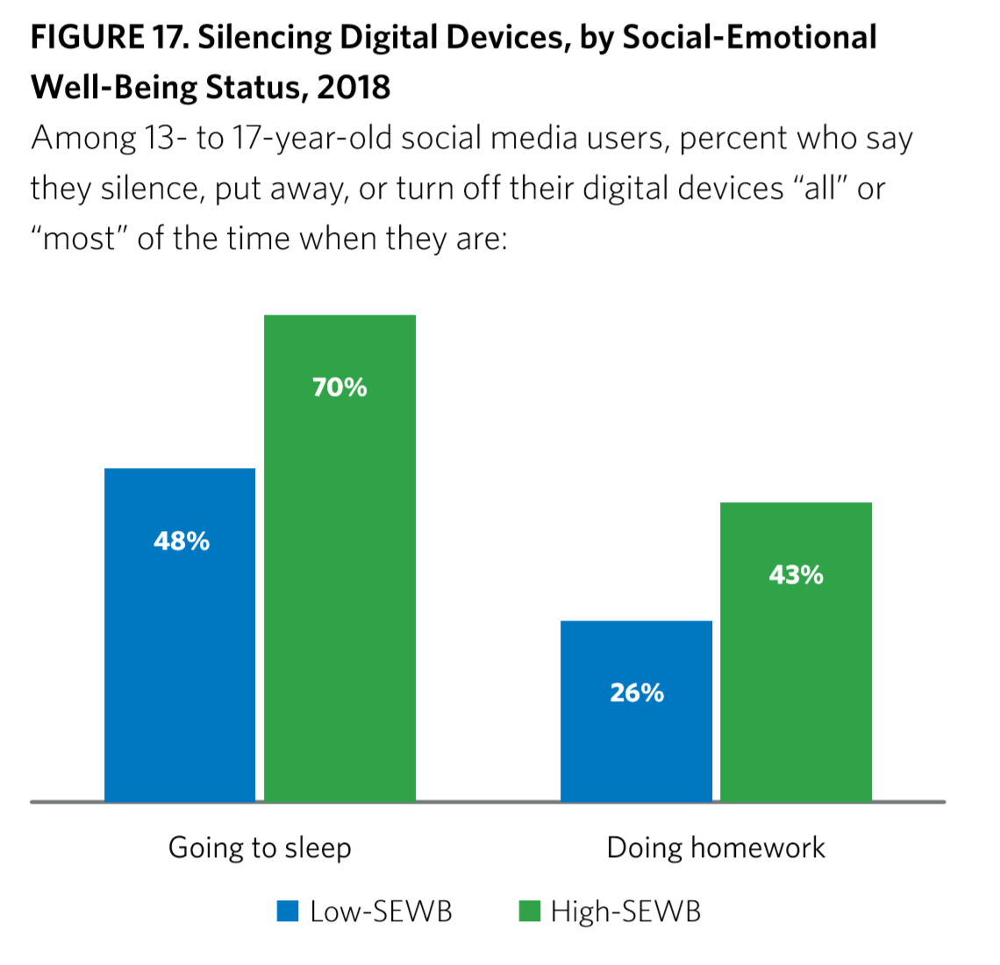 FIGURE 17. Silencing Digital Devices, by Social-Emotional
Well-Being Status, 2018
Among 13- to 17-year-old social media users, percent who say
they silence, put away, or turn off their digital devices “all” or
“most” of the time when they are:
70%
48%
43%
26%
Going to sleep
Doing homework
Low-SEWB
High-SEWB